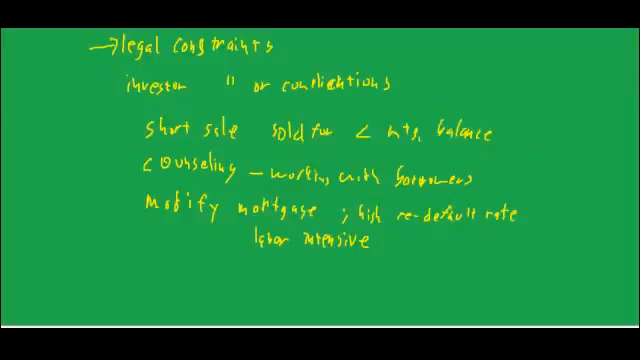 → legal constraints
investor " or complications
short sale sold for < mtg. balance
counseling – working with borrowers
modify mortgage ; high re-default rate
labor intensive